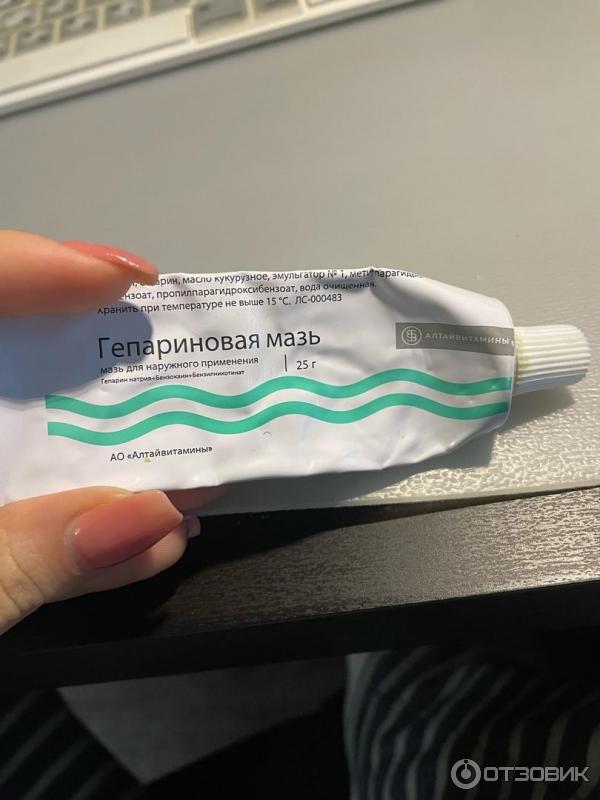 масло кукурузное, эмульгатор № 1,
пропилпарагидроксибензоат, вода очищенная.
Хранить при температуре не выше 15 °С. ЛС-000483
Гепариновая мазь
мазь для наружного применения
25 г
Гепарин натрия+Бензокаин+Бензилникотинат
АЛТАЙВИТАМИНЫ
АО «Алтайвитамины»
ОТЗОВИК